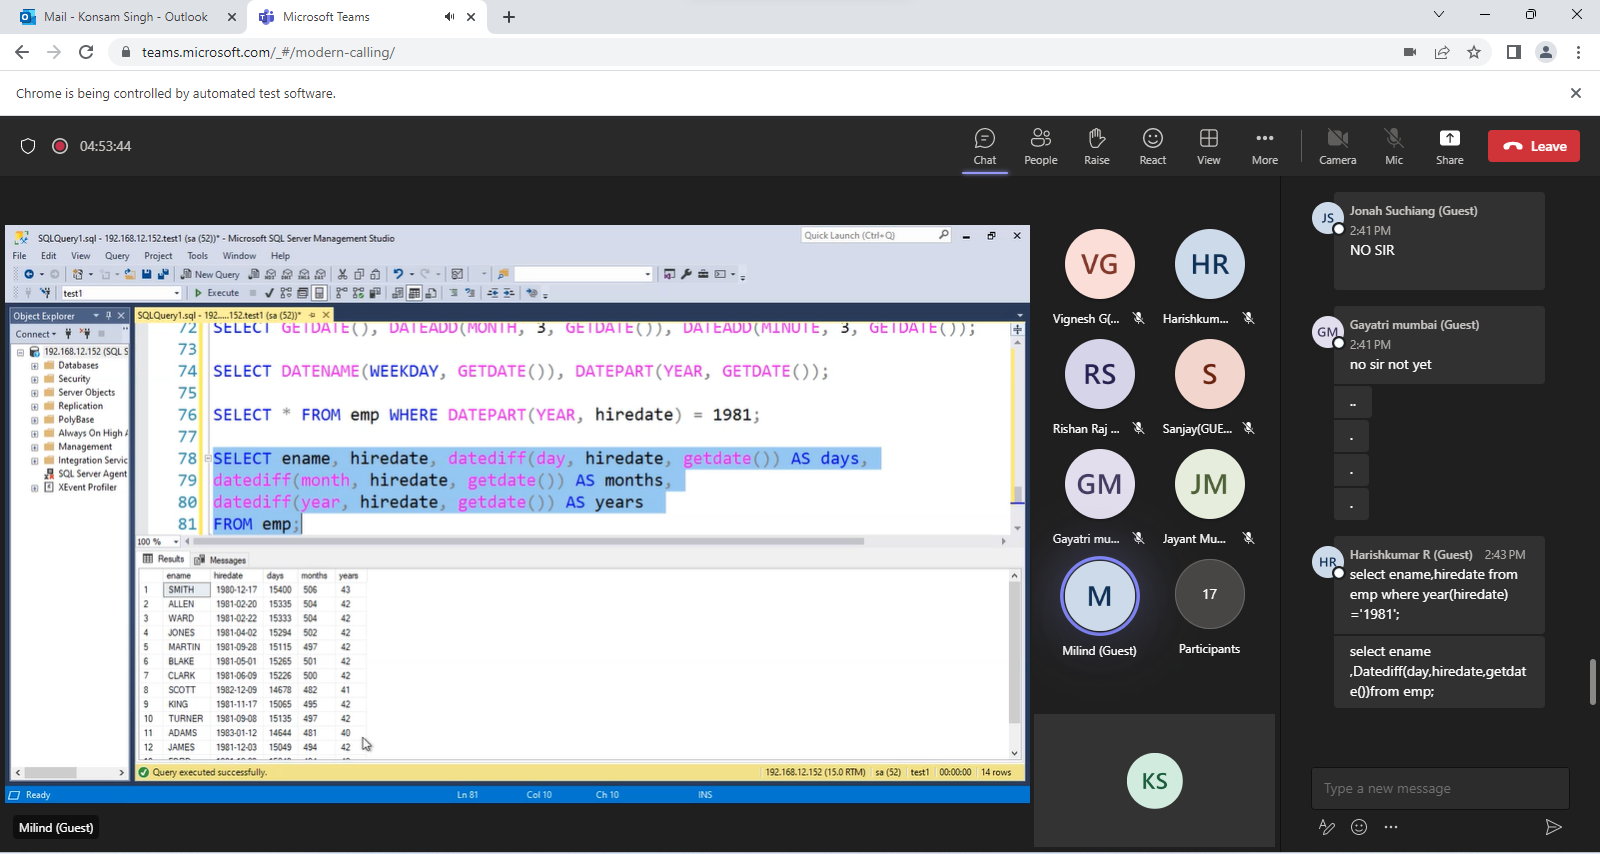 Mail - Konsam Singh - Outlook
Microsoft Teams
teams.microsoft.com/_#/modern-calling/
Chrome is being controlled by automated test software.
04:53:44
Chat
People
Raise
React
View
More
Camera
Mic
Share
Leave
SQLQuery1.sql - 192.168.12.152.test1 (sa (52))* - Microsoft SQL Server Management Studio
Quick Launch (Ctrl+Q)
File Edit View Query Project Tools Window Help
New Query
test1
Execute
Object Explorer
Connect
192.168.12.152 (SQL S
Databases
Security
Server Objects
Replication
PolyBase
Always On High A
Management
Integration Servic
SQL Server Agent
XEvent Profiler
SQLQuery1.sql - 192.....152.test1 (sa (52))*
72 SELECT GETDATE(), DATEADD(MONTH, 3, GETDATE()), DATEADD(MINUTE, 3, GETDATE());
73
74 SELECT DATENAME(WEEKDAY, GETDATE()), DATEPART(YEAR, GETDATE());
75
76 SELECT * FROM emp WHERE DATEPART(YEAR, hiredate) = 1981;
77
78 SELECT ename, hiredate, datediff(day, hiredate, getdate()) AS days,
79 datediff(month, hiredate, getdate()) AS months,
80 datediff(year, hiredate, getdate()) AS years
81 FROM emp;
100 %
Results Messages
ename hiredate days months years
1 SMITH 1980-12-17 15400 506 43
2 ALLEN 1981-02-20 15335 504 42
3 WARD 1981-02-22 15333 504 42
4 JONES 1981-04-02 15294 502 42
5 MARTIN 1981-09-28 15115 497 42
6 BLAKE 1981-05-01 15265 501 42
7 CLARK 1981-06-09 15226 500 42
8 SCOTT 1982-12-09 14678 482 41
9 KING 1981-11-17 15065 495 42
10 TURNER 1981-09-08 15135 497 42
11 ADAMS 1983-01-12 14644 481 40
12 JAMES 1981-12-03 15049 494 42
Query executed successfully.
192.168.12.152 (15.0 RTM) sa (52) test1 00:00:00 14 rows
Ready
Ln 81 Col 10 Ch 10 INS
Milind (Guest)
VG
Vignesh G(...
HR
Harishkum...
RS
Rishan Raj ...
S
Sanjay(GUE...
GM
Gayatri mu...
JM
Jayant Mu...
M
Milind (Guest)
17
Participants
KS
JS
Jonah Suchiang (Guest)
2:41 PM
NO SIR
GM
Gayatri mumbai (Guest)
2:41 PM
no sir not yet
..
.
.
.
HR
Harishkumar R (Guest) 2:43 PM
select ename,hiredate from
emp where year(hiredate)
='1981';
select ename
,Datediff(day,hiredate,getdat
e())from emp;
Type a new message